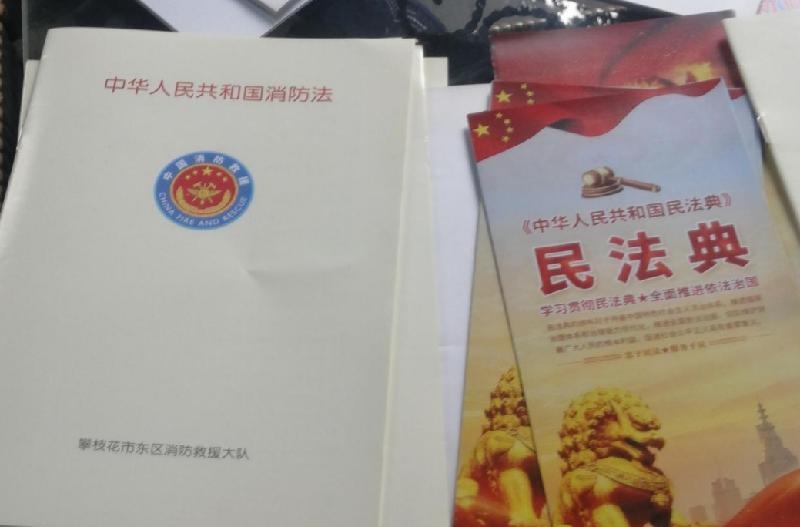 中华人民共和国消防法
中国消防救援
CHINA FIRE AND RESCUE
攀枝花市东区消防救援大队
《中华人民共和国民法典》
民法典
学习贯彻民法典★全面推进依法治国